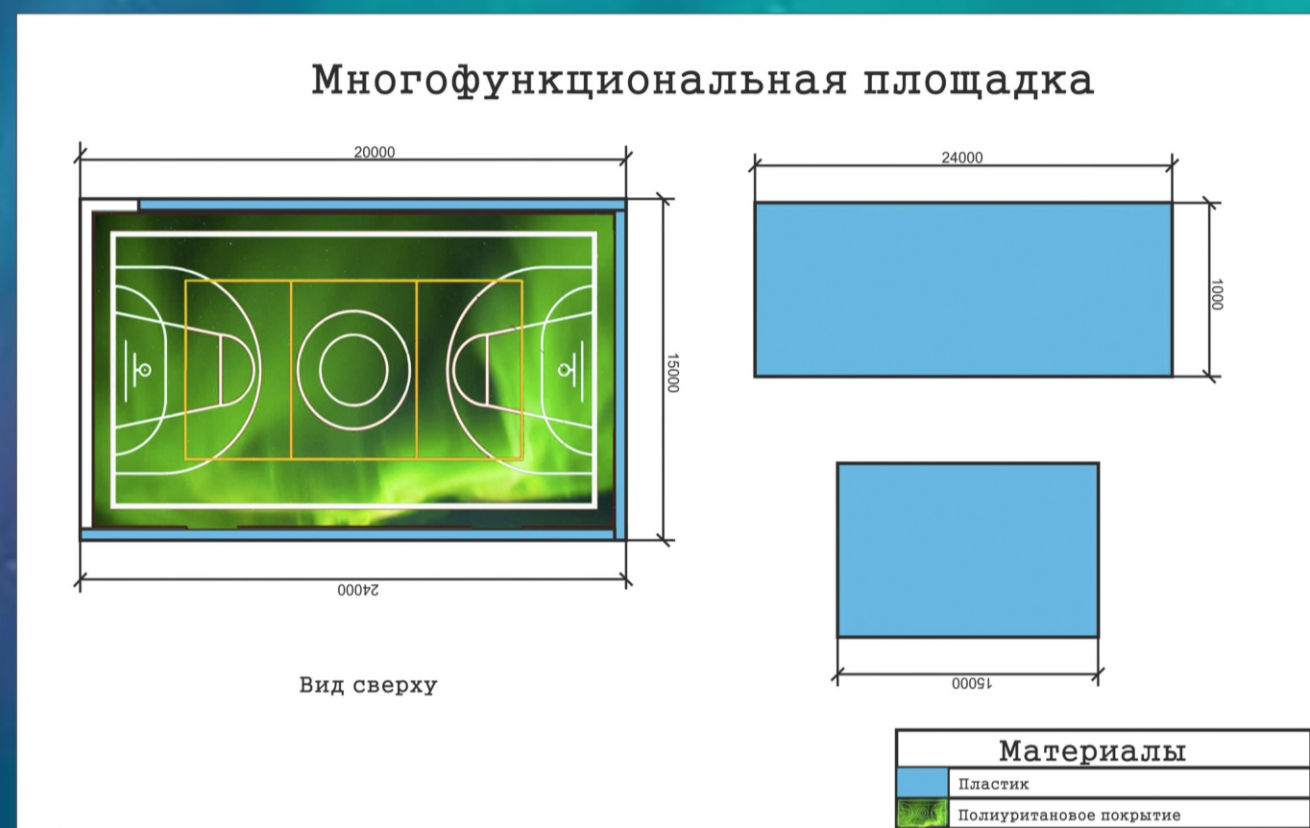 Многофункциональная площадка
20000
24000
1000
15000
24000
15000
Вид сверху
Материалы
Пластик
Полиуритановое покрытие